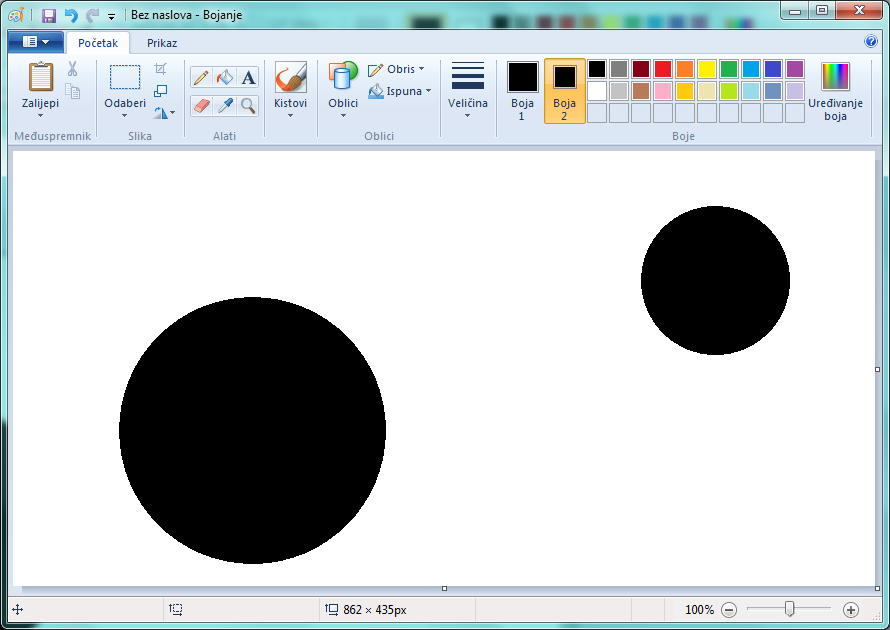 Bez naslova - Bojanje
Početak Prikaz
Zalijepi
Međuspremnik
Odaberi
Slika
A
Alati
Kistovi
Oblici
Obris
Ispuna
Oblici
Veličina
Boja
1
Boja
2
Boje
Uređivanje
boja
862 × 435px
100%